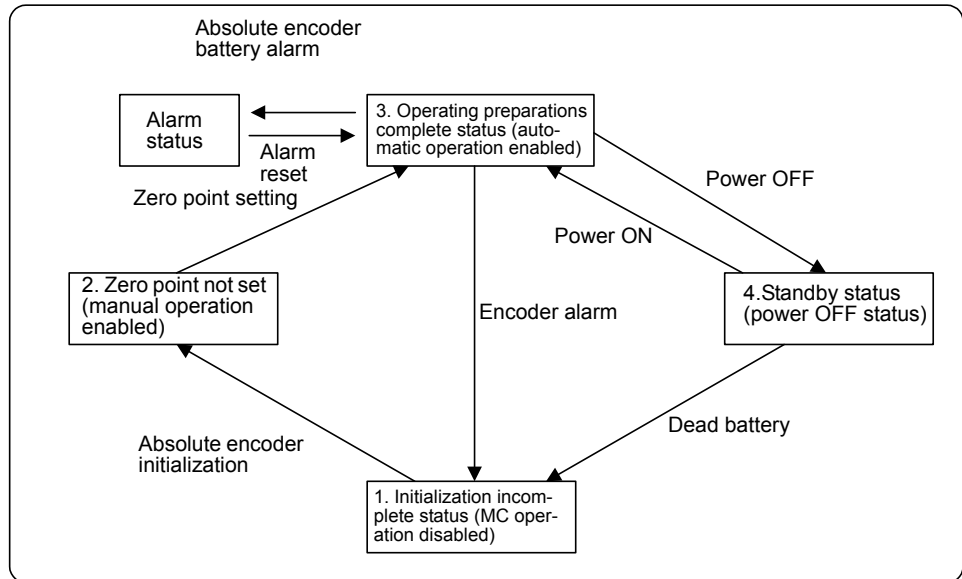 Absolute encoder
battery alarm
Alarm
status
3. Operating preparations
complete status (auto-
matic operation enabled)
Alarm
reset
Zero point setting
Power OFF
Power ON
2. Zero point not set
(manual operation
enabled)
4.Standby status
(power OFF status)
Encoder alarm
Dead battery
Absolute encoder
initialization
1. Initialization incom-
plete status (MC oper-
ation disabled)